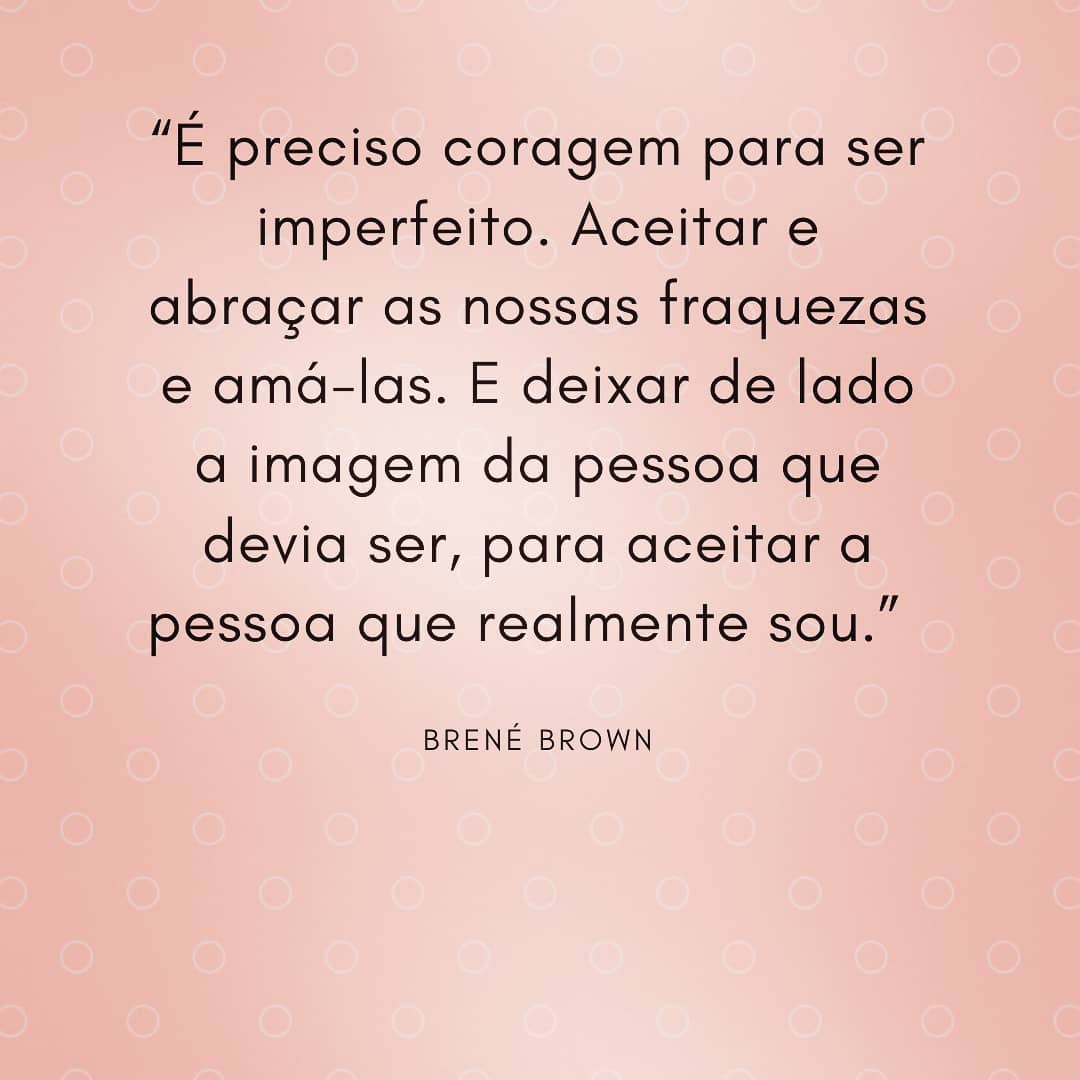 “É preciso coragem para ser
imperfeito. Aceitar e
abraçar as nossas fraquezas
e amá-las. E deixar de lado
a imagem da pessoa que
devia ser, para aceitar a
pessoa que realmente sou.”
BRENÉ BROWN